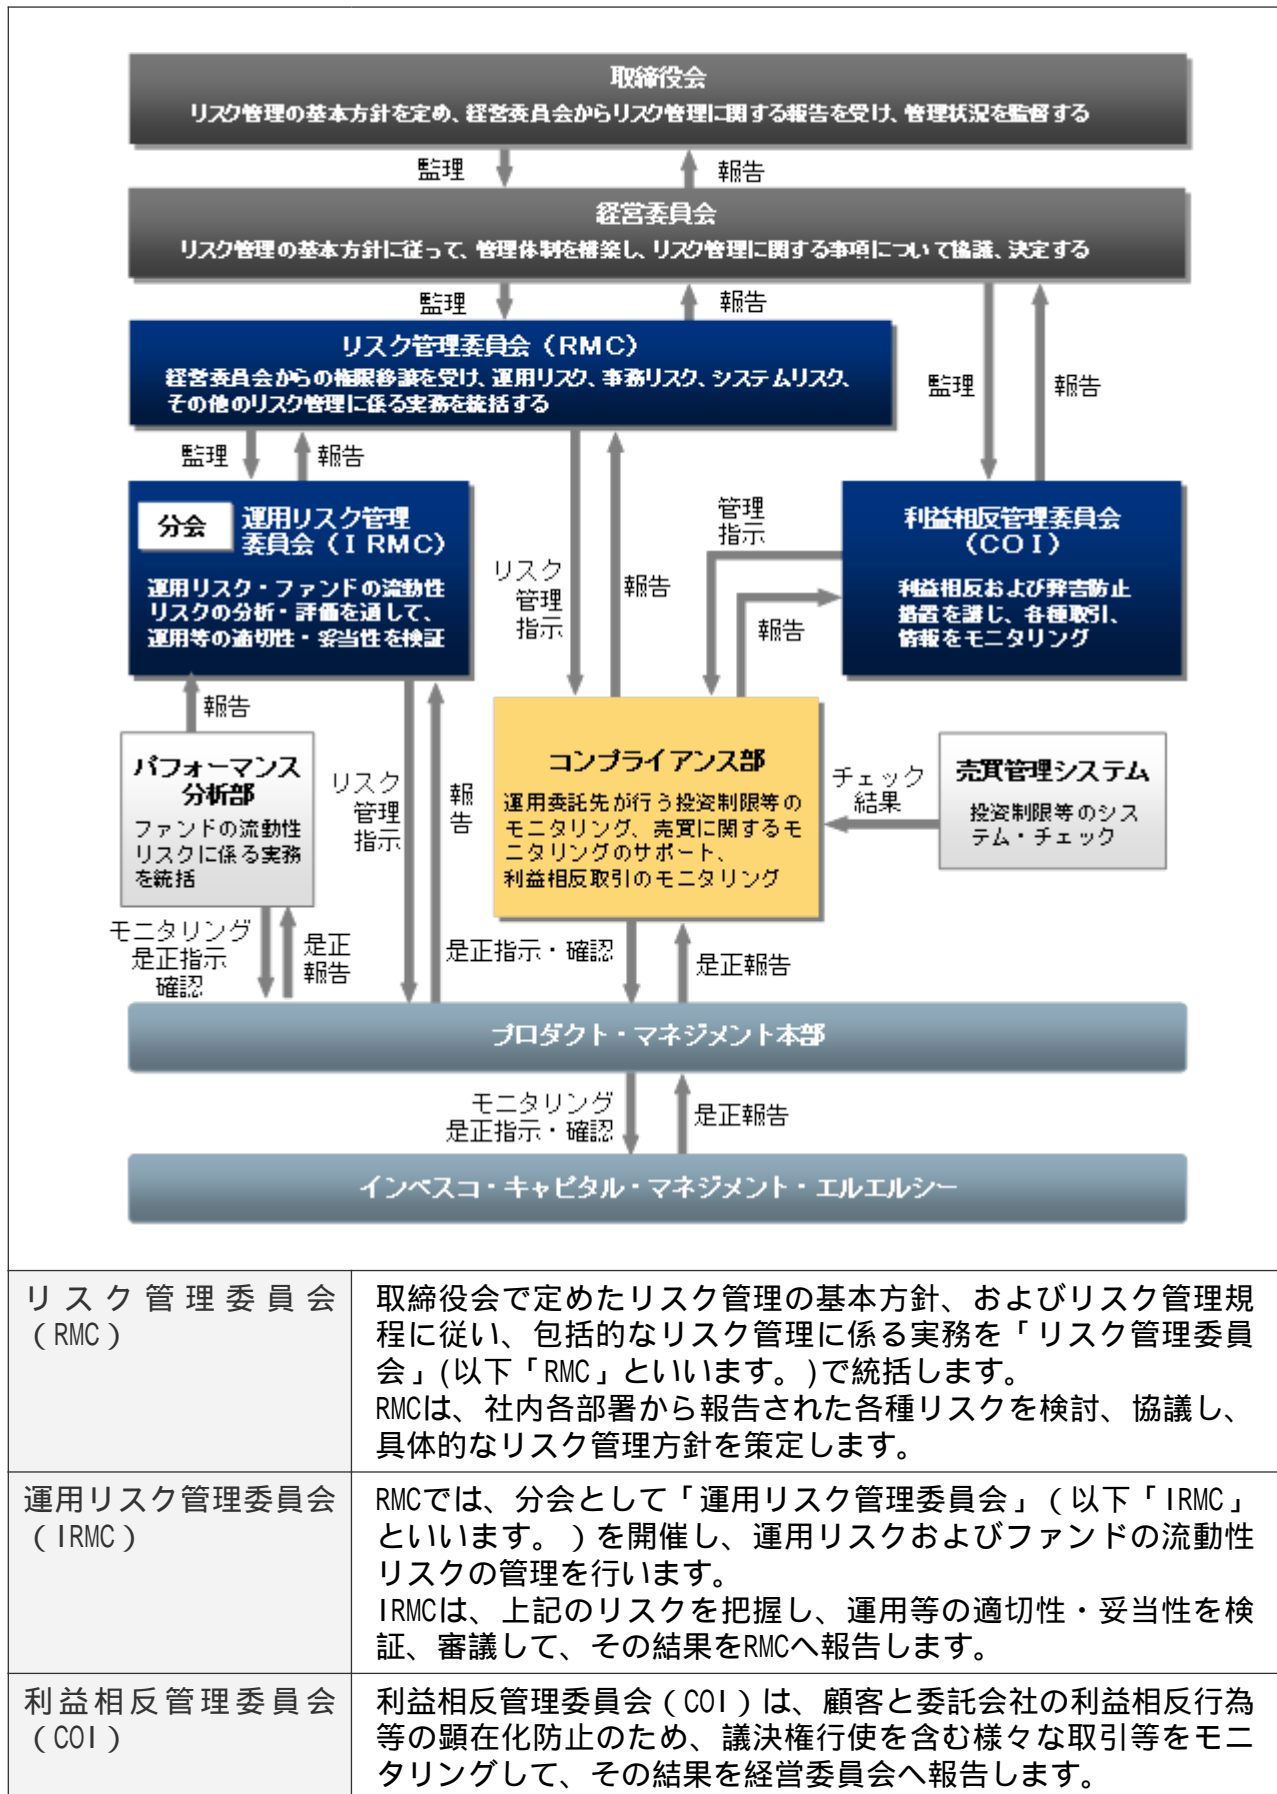 取締役会
リスク管理の基本方針を定め、経営委員会からリスク管理に関する報告を受け、管理状況を監督する
監理
報告
経営委員会
リスク管理の基本方針に従って、管理体制を構築し、リスク管理に関する事項について協議、決定する
監理
報告
リスク管理委員会（RMC）
経営委員会からの権限移譲を受け、運用リスク、事務リスク、システムリスク、
その他のリスク管理に係る実務を統括する
監理
報告
監理
報告
分会
運用リスク管理
委員会（IRMC）
運用リスク・ファンドの流動性
リスクの分析・評価を通して、
運用等の適切性・妥当性を検証
リスク
管理
指示
報告
管理
指示
報告
利益相反管理委員会
（COI）
利益相反および弊害防止
措置を講じ、各種取引、
情報をモニタリング
報告
パフォーマンス
分析部
ファンドの流動性
リスクに係る実務
を統括
リスク
管理
指示
報
告
コンプライアンス部
運用委託先が行う投資制限等の
モニタリング、売買に関するモ
ニタリングのサポート、
利益相反取引のモニタリング
チェック
結果
売買管理システム
投資制限等のシス
テム・チェック
モニタリング
是正指示
確認
是正
報告
是正指示・確認
是正報告
プロダクト・マネジメント本部
モニタリング
是正指示・確認
是正報告
インベスコ・キャピタル・マネジメント・エルエルシー
リスク管理委員会
（RMC）
取締役会で定めたリスク管理の基本方針、およびリスク管理規
程に従い、包括的なリスク管理に係る実務を「リスク管理委員
会」(以下「RMC」といいます。)で統括します。
RMCは、社内各部署から報告された各種リスクを検討、協議し、
具体的なリスク管理方針を策定します。
運用リスク管理委員会
（IRMC）
RMCでは、分会として「運用リスク管理委員会」（以下「IRMC」
といいます。）を開催し、運用リスクおよびファンドの流動性
リスクの管理を行います。
IRMCは、上記のリスクを把握し、運用等の適切性・妥当性を検
証、審議して、その結果をRMCへ報告します。
利益相反管理委員会
（COI）
利益相反管理委員会（COI）は、顧客と委託会社の利益相反行為
等の顕在化防止のため、議決権行使を含む様々な取引等をモニ
タリングして、その結果を経営委員会へ報告します。